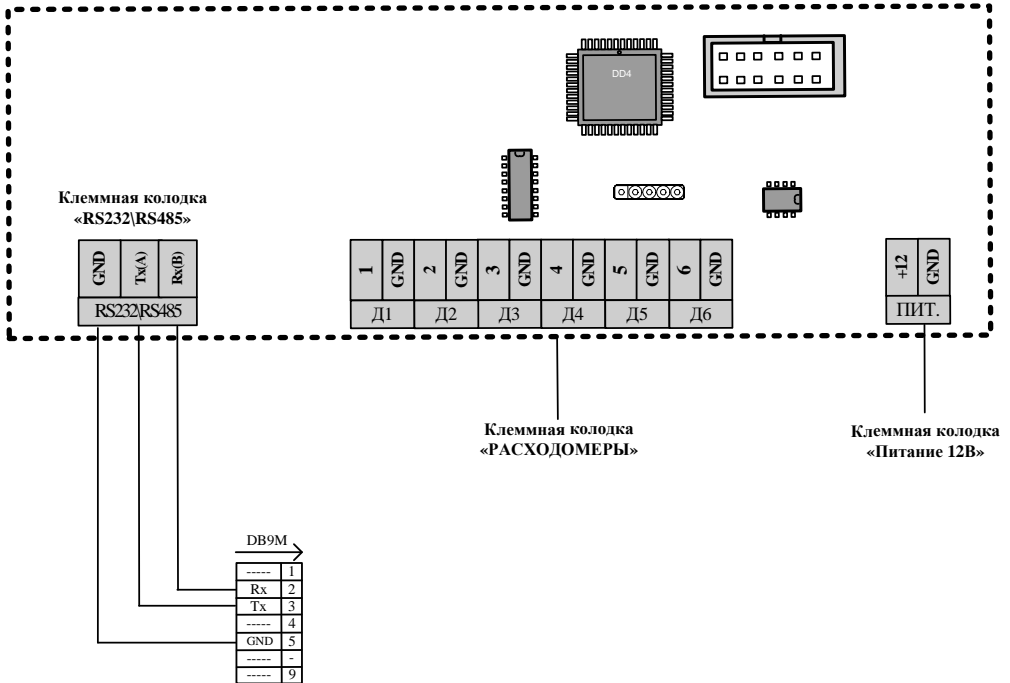 DD4
Клеммная колодка
«RS232\RS485»
GND Tx(A) Rx(B)
RS232\RS485
1 GND 2 GND 3 GND 4 GND 5 GND 6 GND
Д1 Д2 Д3 Д4 Д5 Д6
+12 GND
ПИТ.
Клеммная колодка
«РАСХОДОМЕРЫ»
Клеммная колодка
«Питание 12В»
DB9M
----- 1
Rx 2
Tx 3
----- 4
GND 5
----- -
----- 9